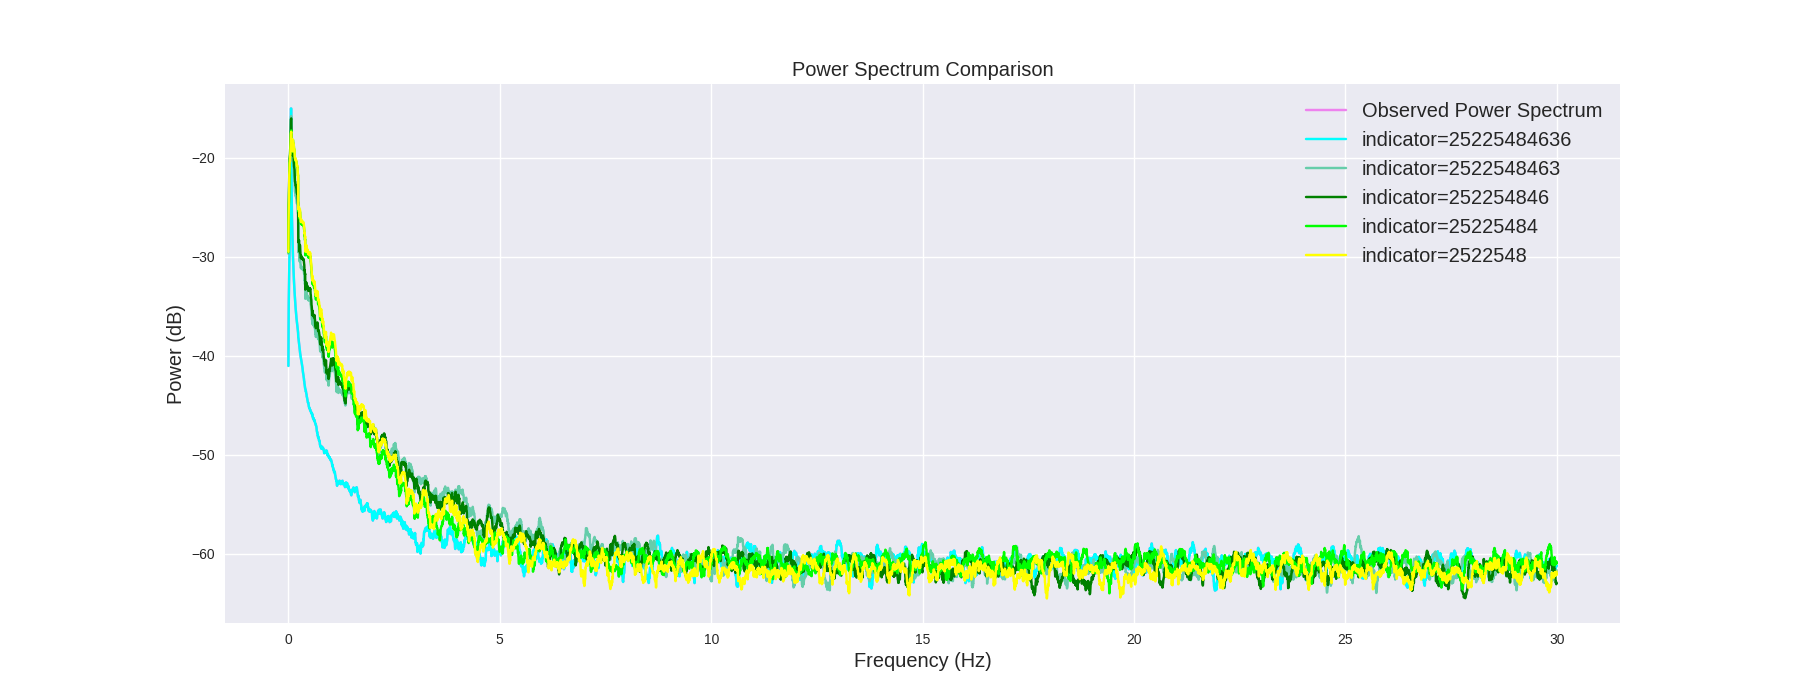 Power Spectrum Comparison
Observed Power Spectrum
indicator=25225484636
indicator=2522548463
indicator=252254846
indicator=25225484
indicator=2522548
Power (dB)
−20
−30
−40
−50
−60
0 5 10 15 20 25 30
Frequency (Hz)